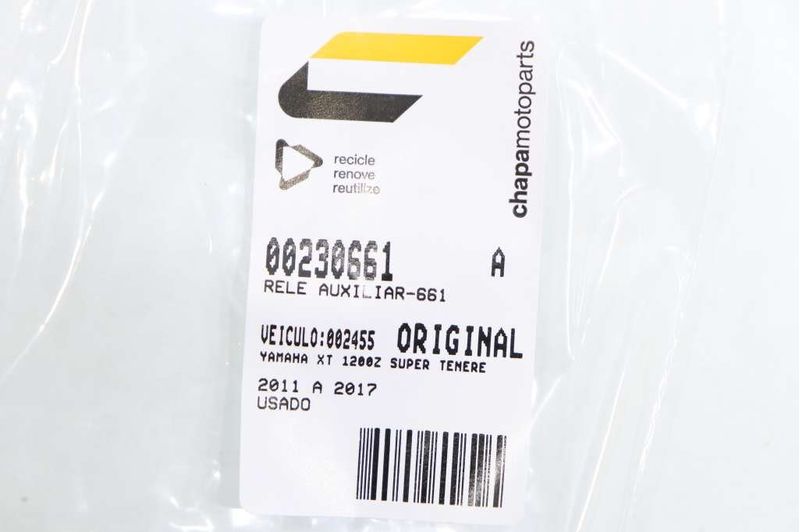 chapamotoparts
recicle
renove
reutilize
00230661 A
RELE AUXILIAR-661
VEICULO:002455 ORIGINAL
YAMAHA XT 1200Z SUPER TENERE
2011 A 2017
USADO